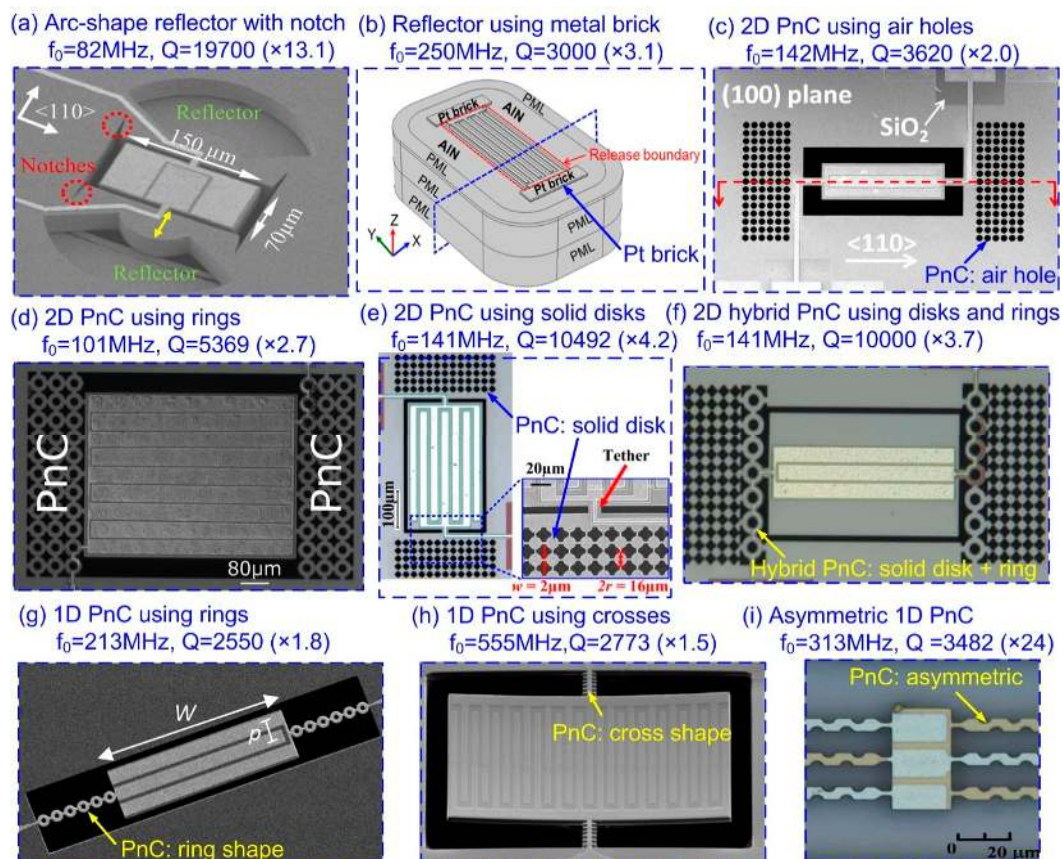 (a) Arc-shape reflector with notch
f₀=82MHz, Q=19700 (×13.1)
<110>
Reflector
150 μm
Notches
70μm
Reflector
(b) Reflector using metal brick
f₀=250MHz, Q=3000 (×3.1)
PML
Pt brick
AlN
PML
AlN
Release boundary
PML
Pt brick
PML
PML
PML
PML
Z
Y
X
Pt brick
(c) 2D PnC using air holes
f₀=142MHz, Q=3620 (×2.0)
(100) plane
SiO₂
<110>
PnC: air hole
(d) 2D PnC using rings
f₀=101MHz, Q=5369 (×2.7)
PnC
PnC
80μm
(e) 2D PnC using solid disks
f₀=141MHz, Q=10492 (×4.2)
PnC: solid disk
Tether
20μm
100μm
w = 2μm
2r = 16μm
(f) 2D hybrid PnC using disks and rings
f₀=141MHz, Q=10000 (×3.7)
Hybrid PnC: solid disk + ring
(g) 1D PnC using rings
f₀=213MHz, Q=2550 (×1.8)
W
p
PnC: ring shape
(h) 1D PnC using crosses
f₀=555MHz,Q=2773 (×1.5)
PnC: cross shape
(i) Asymmetric 1D PnC
f₀=313MHz, Q=3482 (×24)
PnC: asymmetric
0 20 μm